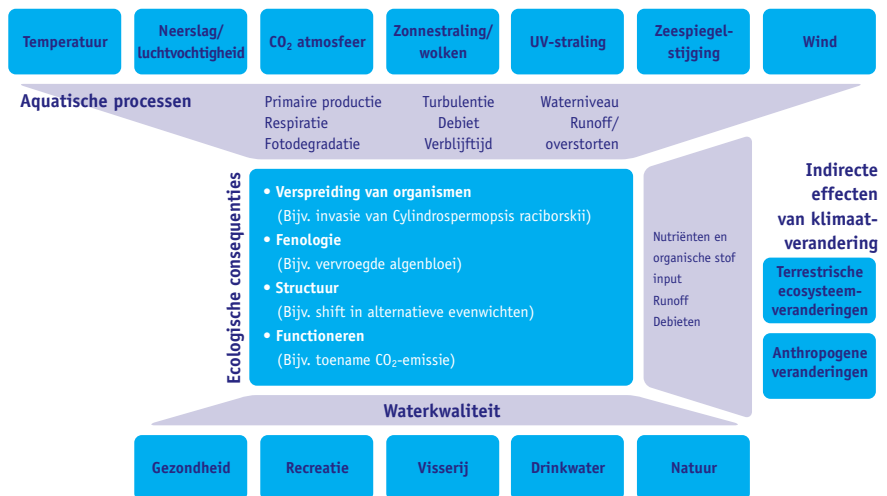 Temperatuur
Neerslag/
luchtvochtigheid
CO₂ atmosfeer
Zonnestraling/
wolken
UV-straling
Zeespiegel-
stijging
Wind
Aquatische processen
Primaire productie
Respiratie
Fotodegradatie
Turbulentie
Debiet
Verblijftijd
Waterniveau
Runoff/
overstorten
Ecologische consequenties
• Verspreiding van organismen
(Bijv. invasie van Cylindrospermopsis raciborskii)
• Fenologie
(Bijv. vervroegde algenbloei)
• Structuur
(Bijv. shift in alternatieve evenwichten)
• Functioneren
(Bijv. toename CO₂-emissie)
Nutriënten en
organische stof
input
Runoff
Debieten
Indirecte
effecten
van klimaat-
verandering
Terrestrische
ecosysteem-
veranderingen
Anthropogene
veranderingen
Waterkwaliteit
Gezondheid
Recreatie
Visserij
Drinkwater
Natuur